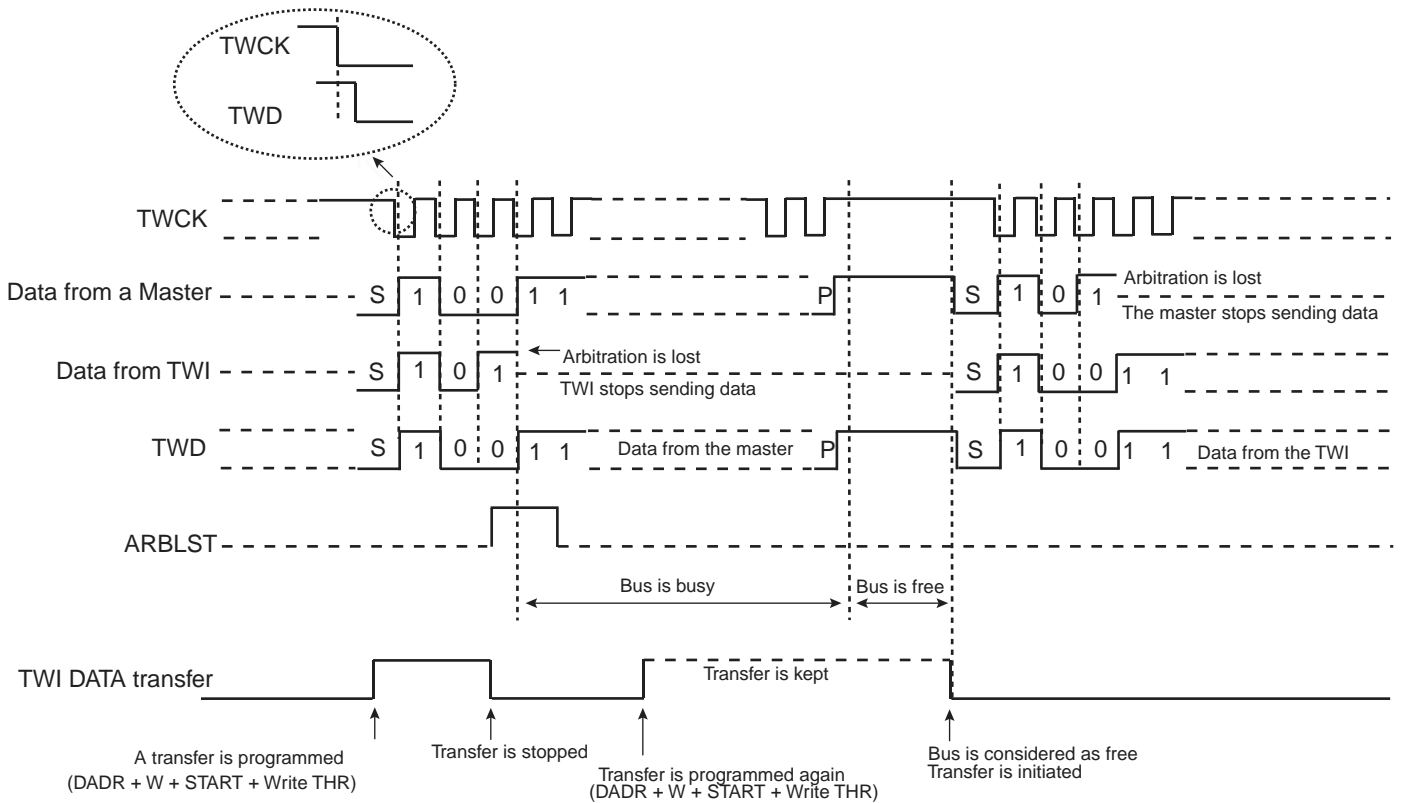 TWCK
TWD
TWCK
Data from a Master S 1 0 0 1 1 P S 1 0 1 Arbitration is lost
The master stops sending data
Data from TWI S 1 0 1 Arbitration is lost S 1 0 0 1 1
TWI stops sending data
TWD S 1 0 0 1 1 Data from the master P S 1 0 0 1 1 Data from the TWI
ARBLST
Bus is busy Bus is free
TWI DATA transfer Transfer is kept
A transfer is programmed
(DADR + W + START + Write THR)
Transfer is stopped
Transfer is programmed again
(DADR + W + START + Write THR)
Bus is considered as free
Transfer is initiated